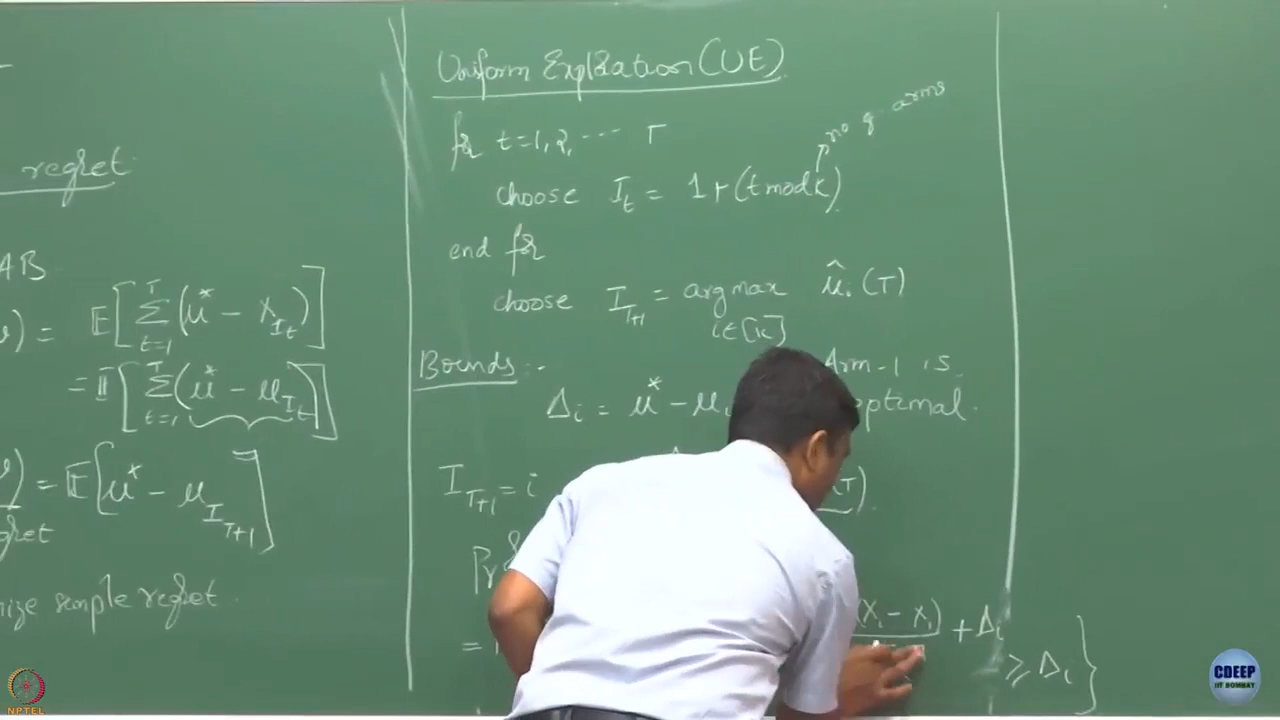 regret
AB
) = E[ Σ_{t=1}^{T} (μ* - X_{I_t}) ]
= E[ Σ_{t=1}^{T} (μ* - μ_{I_t}) ]
) = E[ μ* - μ_{I_{T+1}} ]
gret
ize simple regret.
Uniform Exploration (UE)
for t=1, 2, ... T
no of arms
choose I_t = 1+(t mod K)
end for
choose I_{T+1} = argmax_{i∈[K]} μ̂_i(T)
Bounds:-
Arm-1 is
Δ_i = μ* - μ_i
optimal.
I_{T+1} = i
(T).
Pr{
=
(X_i - X_1) + Δ_i
≥ Δ_i }
NPTEL
CDEEP
IIT BOMBAY